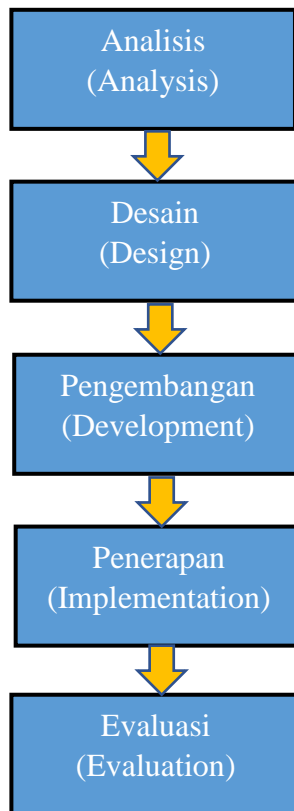 Analisis
(Analysis)
Desain
(Design)
Pengembangan
(Development)
Penerapan
(Implementation)
Evaluasi
(Evaluation)